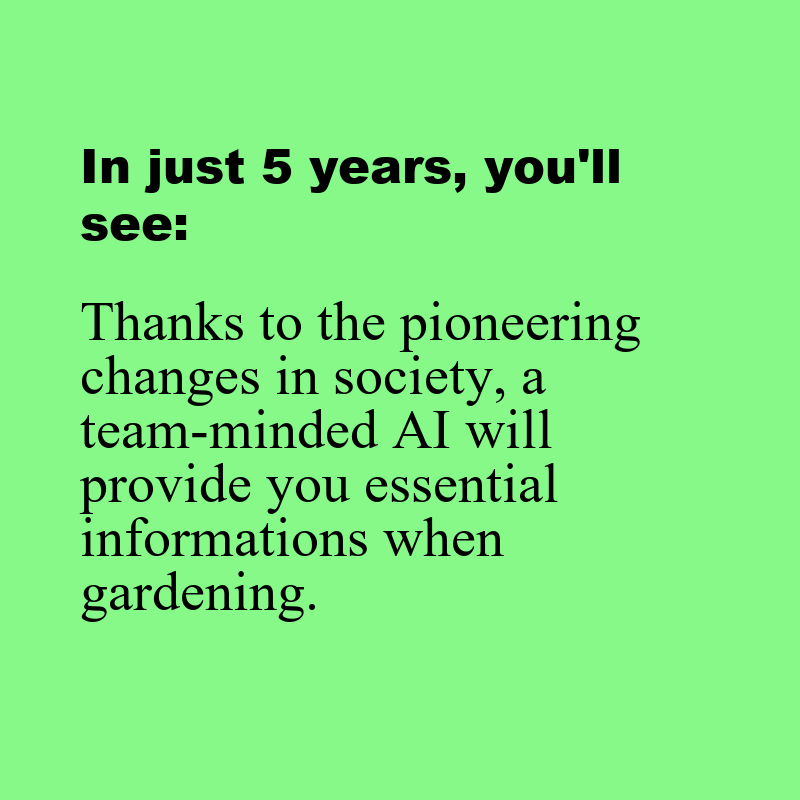 In just 5 years, you'll
see:
Thanks to the pioneering
changes in society, a
team-minded AI will
provide you essential
informations when
gardening.